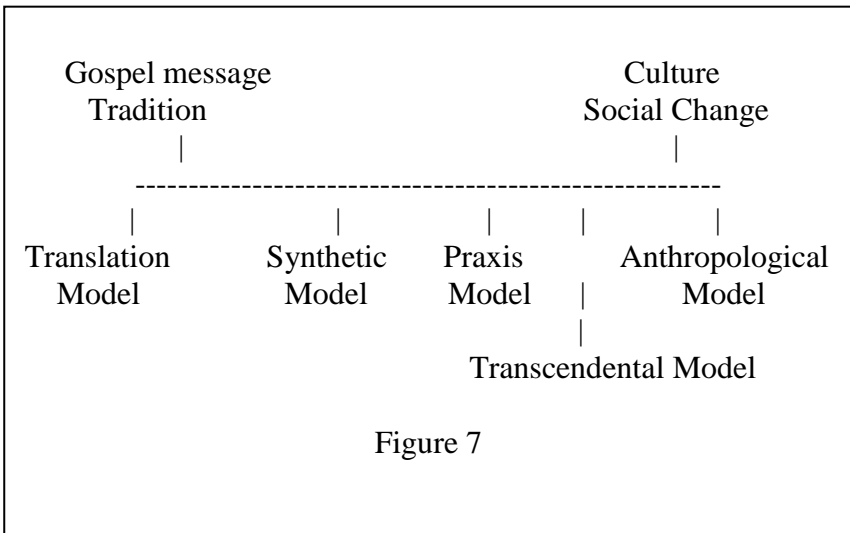 Gospel message Culture
Tradition Social Change
| |
-------------------------------------------------------
| | | | |
Translation Synthetic Praxis Anthropological
Model Model Model | Model
|
Transcendental Model
Figure 7